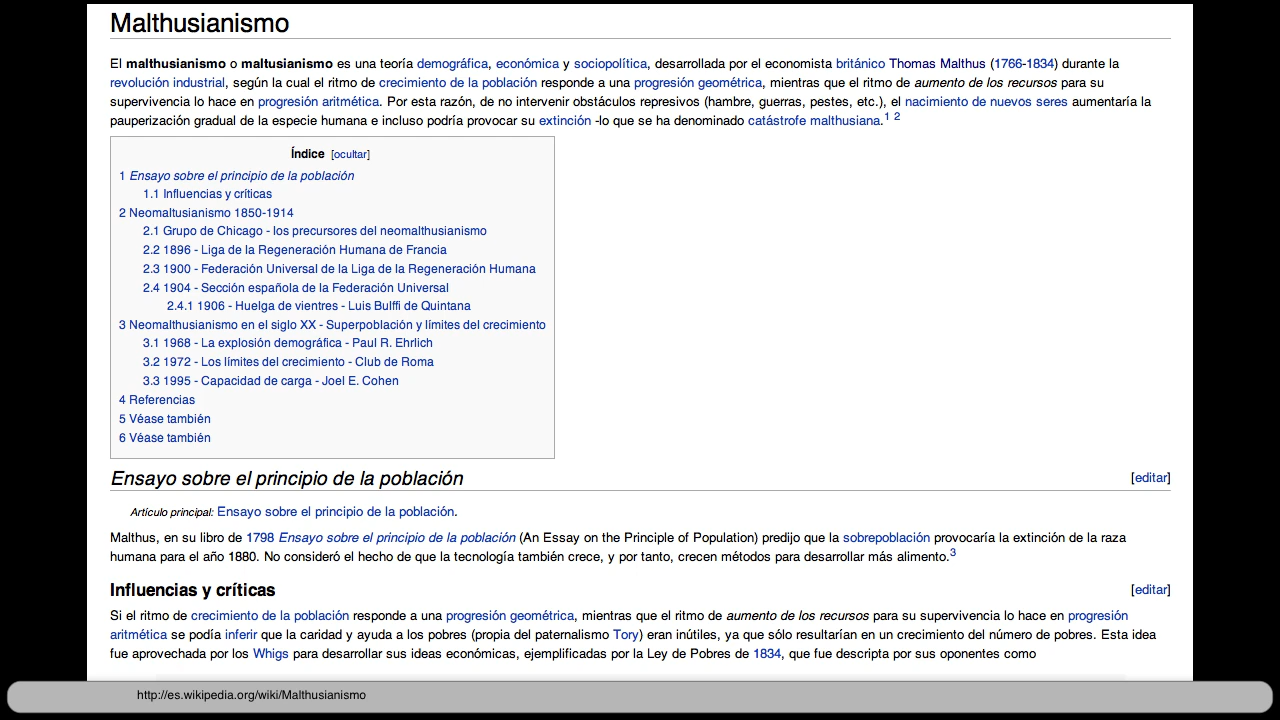 Malthusianismo
El malthusianismo o maltusianismo es una teoría demográfica, económica y sociopolítica, desarrollada por el economista británico Thomas Malthus (1766-1834) durante la
revolución industrial, según la cual el ritmo de crecimiento de la población responde a una progresión geométrica, mientras que el ritmo de aumento de los recursos para su
supervivencia lo hace en progresión aritmética. Por esta razón, de no intervenir obstáculos represivos (hambre, guerras, pestes, etc.), el nacimiento de nuevos seres aumentaría la
pauperización gradual de la especie humana e incluso podría provocar su extinción -lo que se ha denominado catástrofe malthusiana.1 2
Índice [ocultar]
1 Ensayo sobre el principio de la población
1.1 Influencias y críticas
2 Neomaltusianismo 1850-1914
2.1 Grupo de Chicago - los precursores del neomalthusianismo
2.2 1896 - Liga de la Regeneración Humana de Francia
2.3 1900 - Federación Universal de la Liga de la Regeneración Humana
2.4 1904 - Sección española de la Federación Universal
2.4.1 1906 - Huelga de vientres - Luis Bulffi de Quintana
3 Neomalthusianismo en el siglo XX - Superpoblación y límites del crecimiento
3.1 1968 - La explosión demográfica - Paul R. Ehrlich
3.2 1972 - Los límites del crecimiento - Club de Roma
3.3 1995 - Capacidad de carga - Joel E. Cohen
4 Referencias
5 Véase también
6 Véase también
Ensayo sobre el principio de la población [editar]
Artículo principal: Ensayo sobre el principio de la población.
Malthus, en su libro de 1798 Ensayo sobre el principio de la población (An Essay on the Principle of Population) predijo que la sobrepoblación provocaría la extinción de la raza
humana para el año 1880. No consideró el hecho de que la tecnología también crece, y por tanto, crecen métodos para desarrollar más alimento.3
Influencias y críticas [editar]
Si el ritmo de crecimiento de la población responde a una progresión geométrica, mientras que el ritmo de aumento de los recursos para su supervivencia lo hace en progresión
aritmética se podía inferir que la caridad y ayuda a los pobres (propia del paternalismo Tory) eran inútiles, ya que sólo resultarían en un crecimiento del número de pobres. Esta idea
fue aprovechada por los Whigs para desarrollar sus ideas económicas, ejemplificadas por la Ley de Pobres de 1834, que fue descripta por sus oponentes como
http://es.wikipedia.org/wiki/Malthusianismo